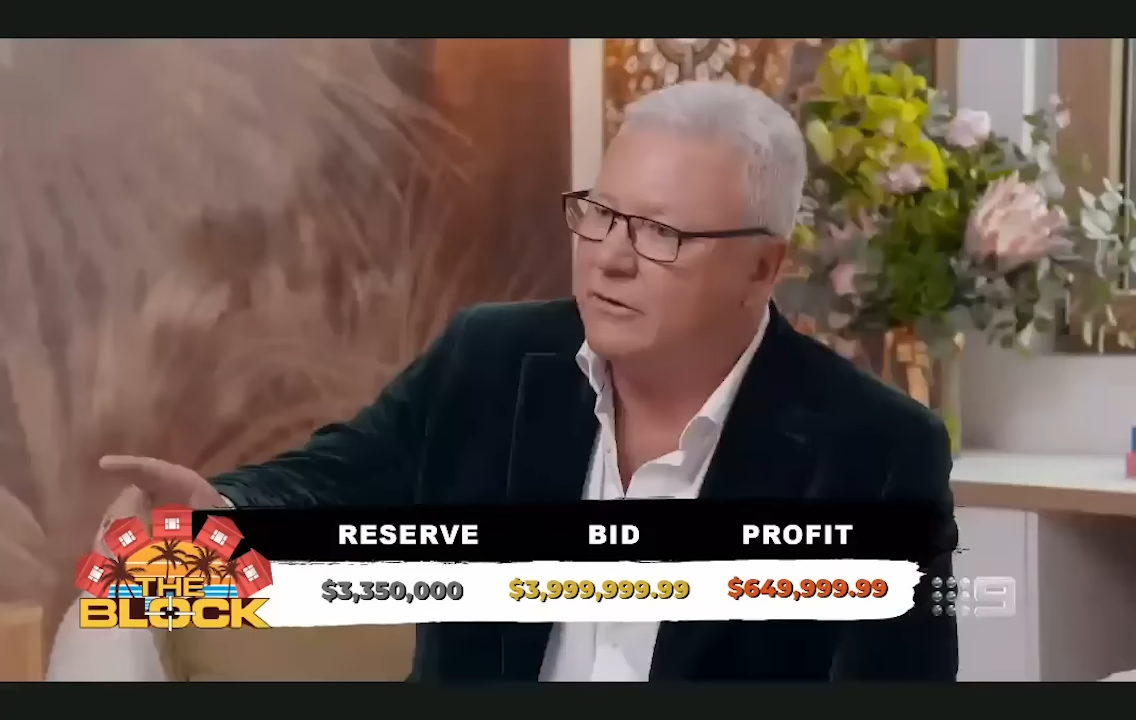 RESERVE BID PROFIT
$3,350,000 $3,999,999.99 $649,999.99
THE
BLOCK
9